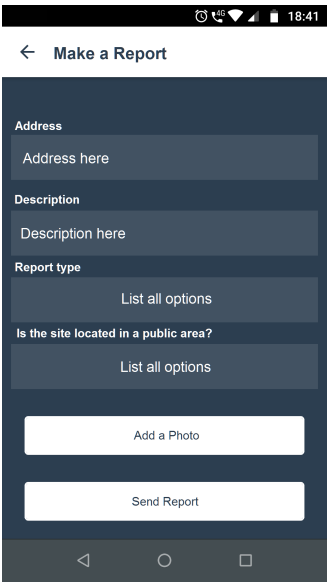 4G 18:41
Make a Report
Address
Address here
Description
Description here
Report type
List all options
Is the site located in a public area?
List all options
Add a Photo
Send Report